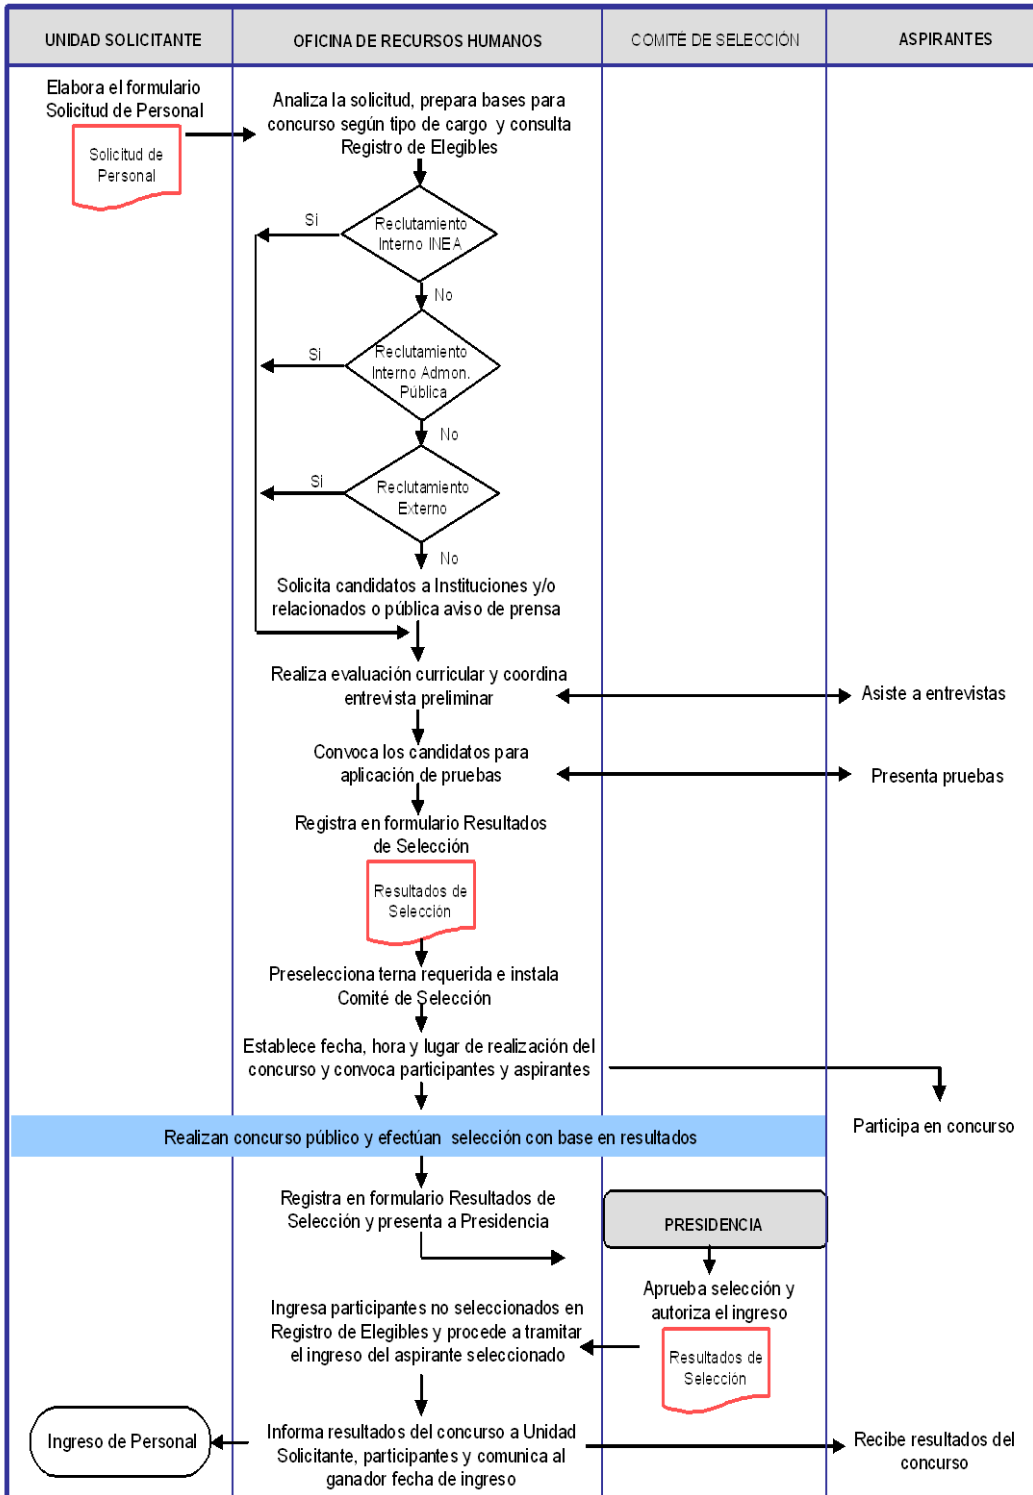 UNIDAD SOLICITANTE
OFICINA DE RECURSOS HUMANOS
COMITÉ DE SELECCIÓN
ASPIRANTES
Elabora el formulario
Solicitud de Personal
Solicitud de
Personal
Analiza la solicitud, prepara bases para
concurso según tipo de cargo y consulta
Registro de Elegibles
Si
Reclutamiento
Interno INEA
No
Si
Reclutamiento
Interno Admon.
Pública
No
Si
Reclutamiento
Externo
No
Solicita candidatos a Instituciones y/o
relacionados o pública aviso de prensa
Realiza evaluación curricular y coordina
entrevista preliminar
Asiste a entrevistas
Convoca los candidatos para
aplicación de pruebas
Presenta pruebas
Registra en formulario Resultados
de Selección
Resultados de
Selección
Preselecciona terna requerida e instala
Comité de Selección
Establece fecha, hora y lugar de realización del
concurso y convoca participantes y aspirantes
Participa en concurso
Realizan concurso público y efectúan selección con base en resultados
Registra en formulario Resultados de
Selección y presenta a Presidencia
PRESIDENCIA
Aprueba selección y
autoriza el ingreso
Resultados de
Selección
Ingresa participantes no seleccionados en
Registro de Elegibles y procede a tramitar
el ingreso del aspirante seleccionado
Ingreso de Personal
Informa resultados del concurso a Unidad
Solicitante, participantes y comunica al
ganador fecha de ingreso
Recibe resultados del
concurso